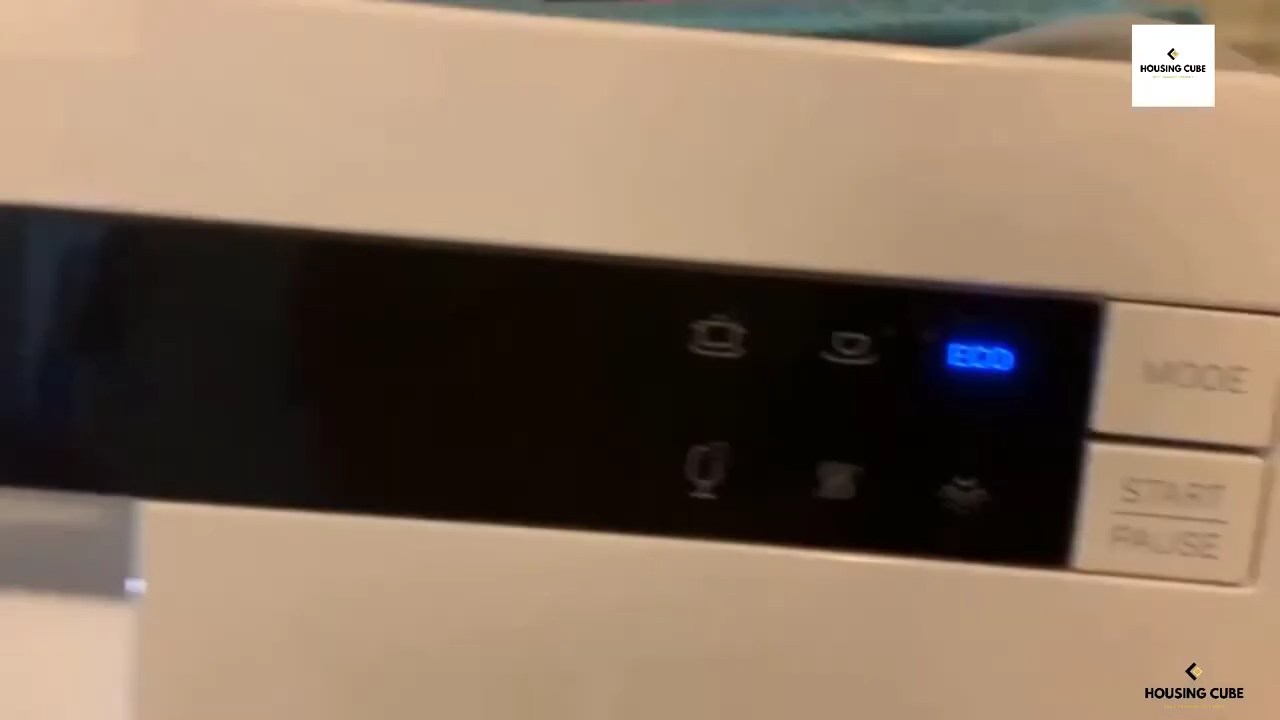 HOUSING CUBE
ECO
MODE
START
PAUSE
HOUSING CUBE